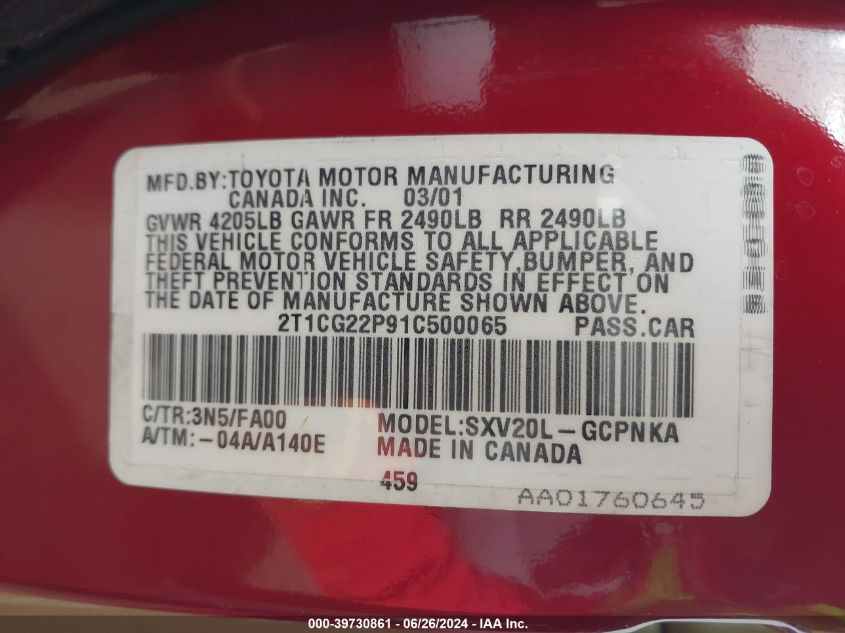 MFD.BY:TOYOTA MOTOR MANUFACTURING
CANADA INC. 03/01
GVWR 4205LB GAWR FR 2490LB RR 2490LB
THIS VEHICLE CONFORMS TO ALL APPLICABLE
FEDERAL MOTOR VEHICLE SAFETY,BUMPER, AND
THEFT PREVENTION STANDARDS IN EFFECT ON
THE DATE OF MANUFACTURE SHOWN ABOVE.
2T1CG22P91C500065 PASS.CAR
C/TR:3N5/FA00 MODEL:SXV20L-GCPNKA
A/TM:-04A/A140E MADE IN CANADA
459
AA01760645
000-39730861 - 06/26/2024 - IAA Inc.